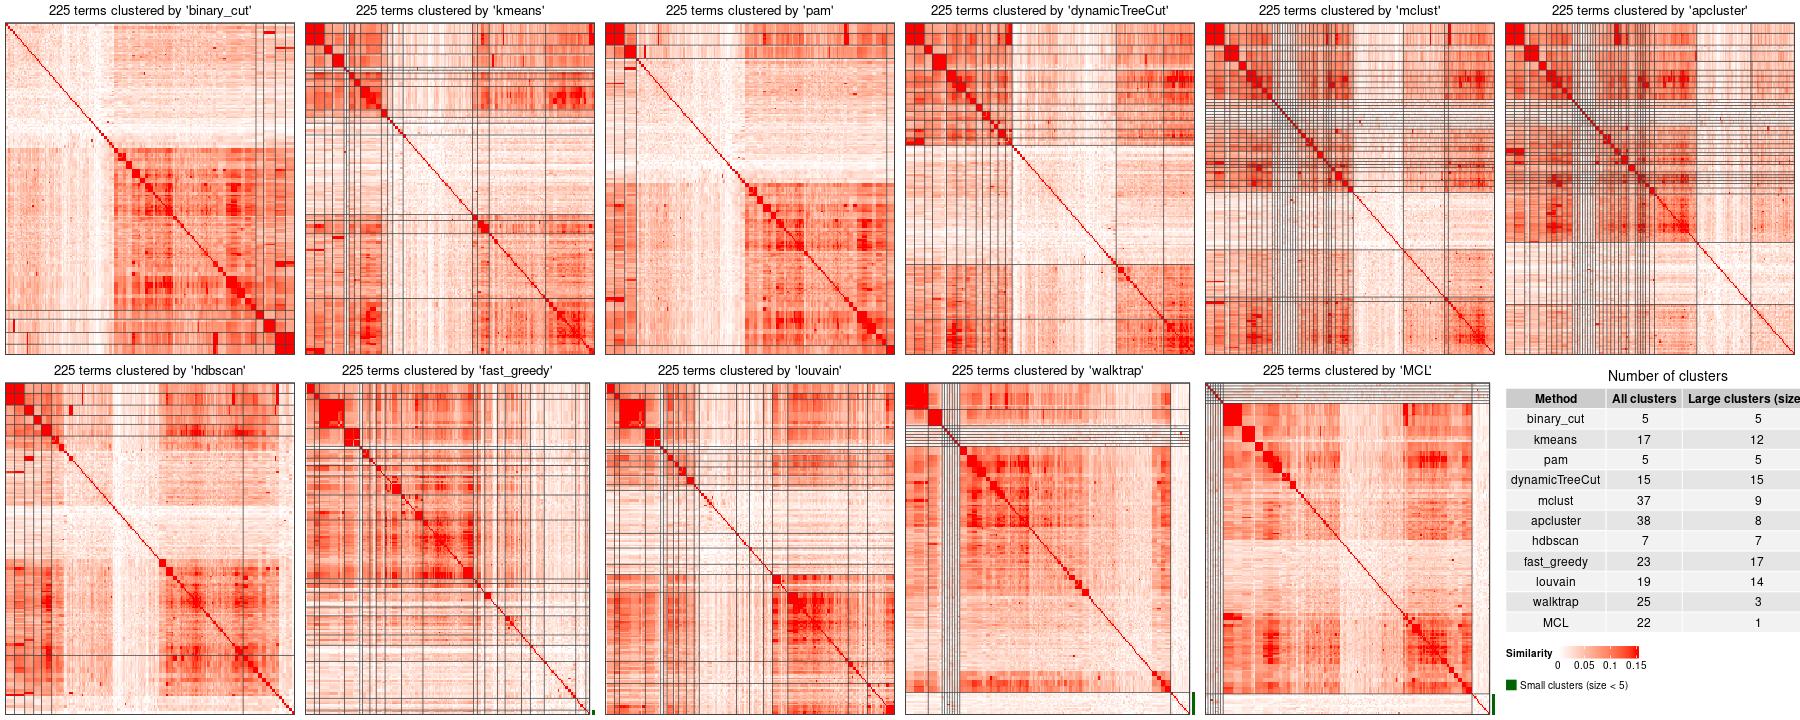 225 terms clustered by 'binary_cut'
225 terms clustered by 'kmeans'
225 terms clustered by 'pam'
225 terms clustered by 'dynamicTreeCut'
225 terms clustered by 'mclust'
225 terms clustered by 'apcluster'
225 terms clustered by 'hdbscan'
225 terms clustered by 'fast_greedy'
225 terms clustered by 'louvain'
225 terms clustered by 'walktrap'
225 terms clustered by 'MCL'
Number of clusters
Method All clusters Large clusters (size
binary_cut 5 5
kmeans 17 12
pam 5 5
dynamicTreeCut 15 15
mclust 37 9
apcluster 38 8
hdbscan 7 7
fast_greedy 23 17
louvain 19 14
walktrap 25 3
MCL 22 1
Similarity
0 0.05 0.1 0.15
Small clusters (size < 5)